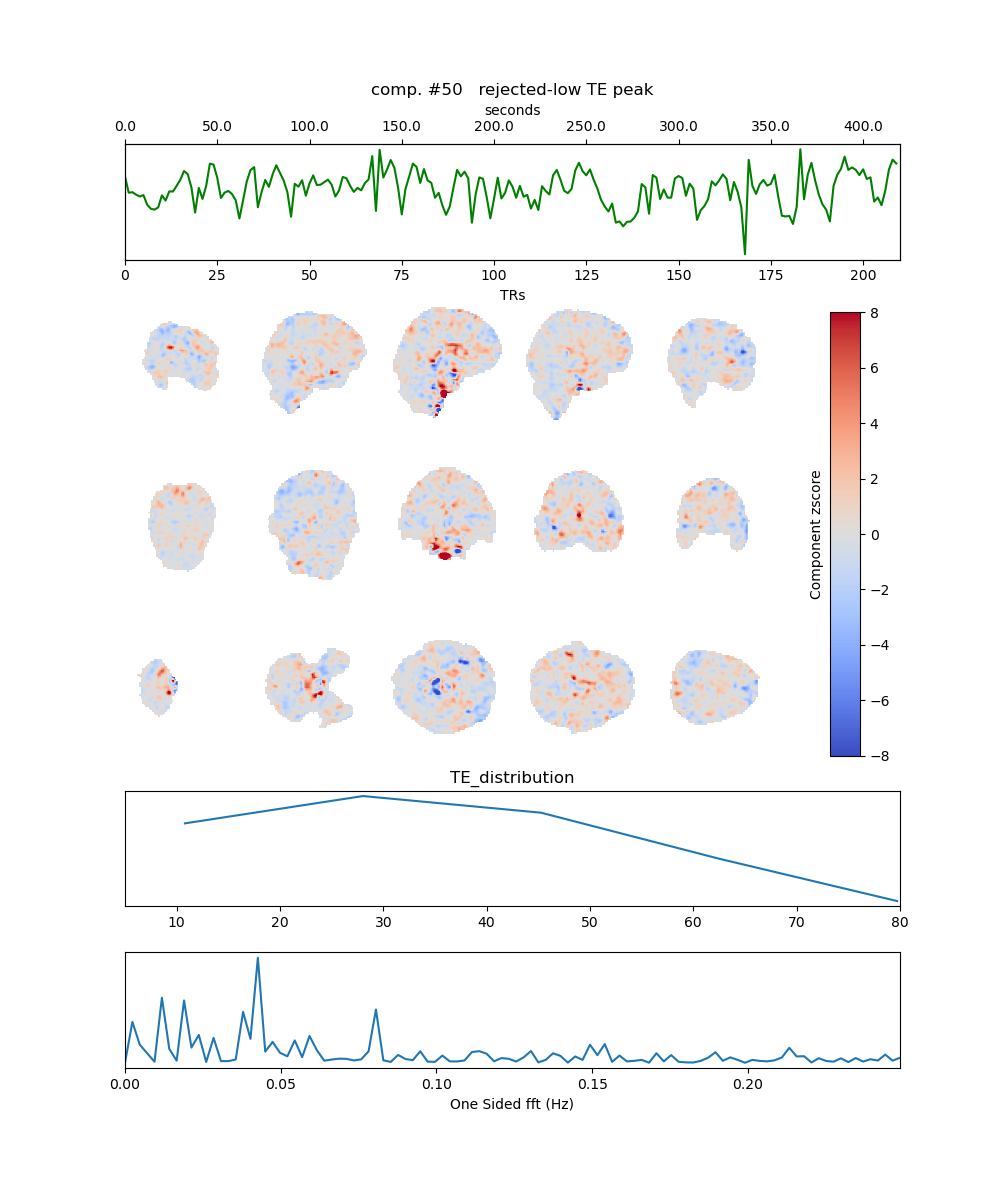 comp. #50   rejected-low TE peak
seconds
0.0 50.0 100.0 150.0 200.0 250.0 300.0 350.0 400.0
0 25 50 75 100 125 150 175 200
TRs
8
6
4
2
0
−2
−4
−6
−8
Component zscore
TE_distribution
10 20 30 40 50 60 70 80
0.00 0.05 0.10 0.15 0.20
One Sided fft (Hz)